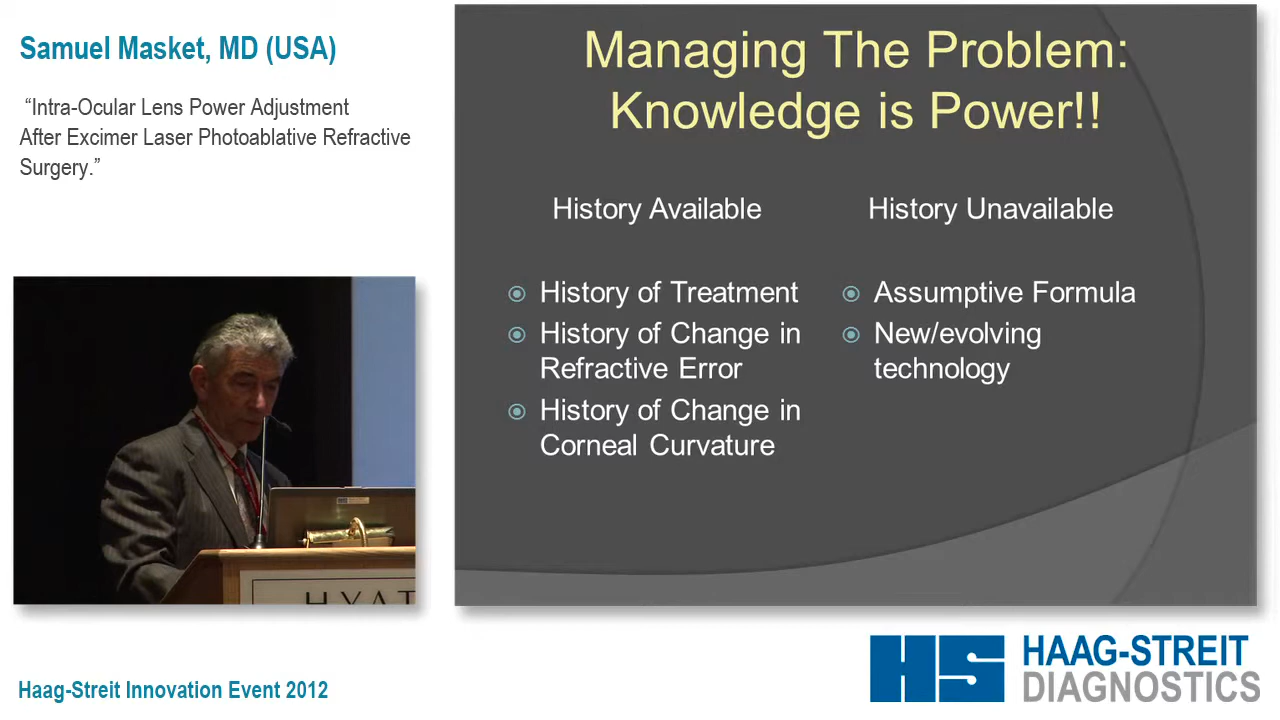 Samuel Masket, MD (USA)
“Intra-Ocular Lens Power Adjustment
After Excimer Laser Photoablative Refractive
Surgery.”
Managing The Problem:
Knowledge is Power!!
History Available
History of Treatment
History of Change in
Refractive Error
History of Change in
Corneal Curvature
History Unavailable
Assumptive Formula
New/evolving
technology
HYAT
Haag-Streit Innovation Event 2012
HS HAAG-STREIT
DIAGNOSTICS